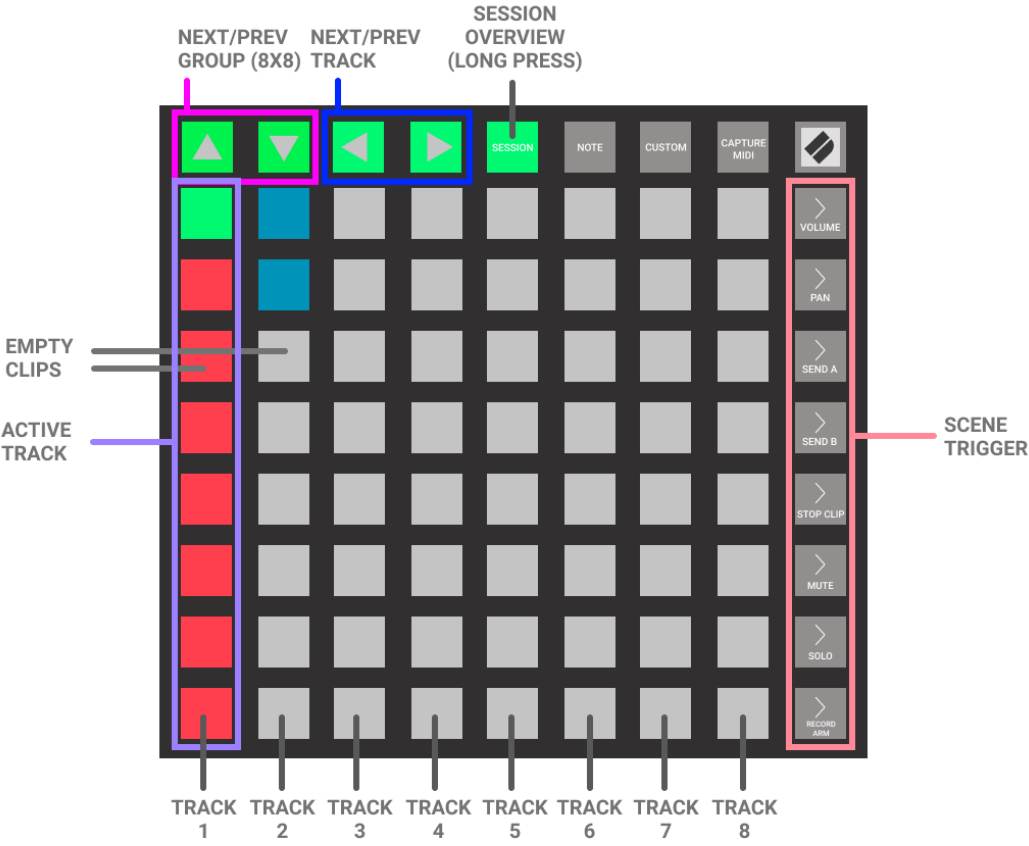 SESSION
OVERVIEW
(LONG PRESS)
NEXT/PREV
GROUP (8X8)
NEXT/PREV
TRACK
SESSION
NOTE
CUSTOM
CAPTURE
MIDI
VOLUME
PAN
EMPTY
CLIPS
SEND A
ACTIVE
TRACK
SEND B
SCENE
TRIGGER
STOP CLIP
MUTE
SOLO
RECORD
ARM
TRACK
1
TRACK
2
TRACK
3
TRACK
4
TRACK
5
TRACK
6
TRACK
7
TRACK
8